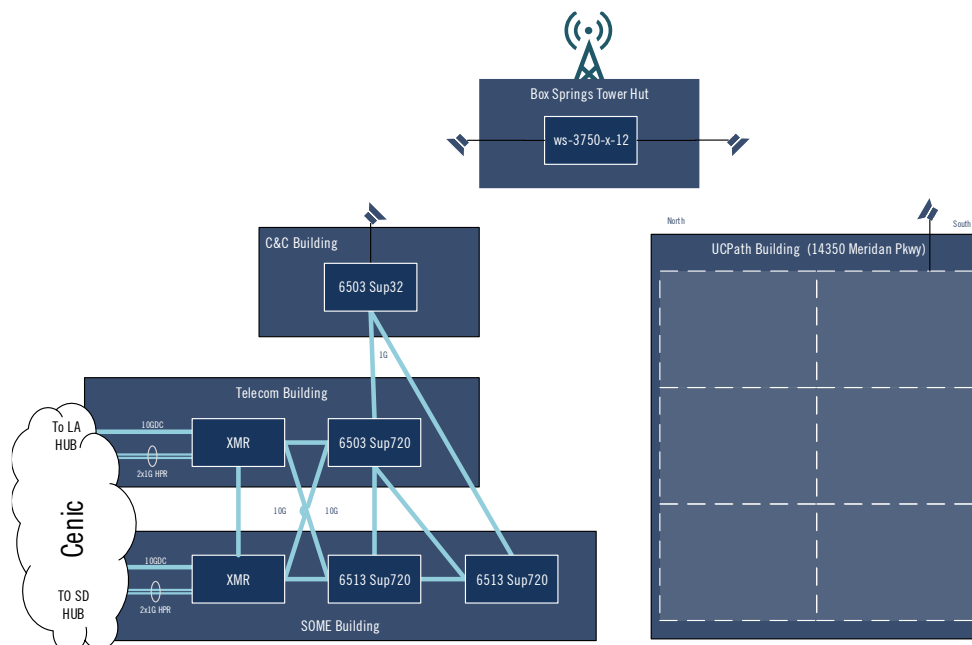 Box Springs Tower Hut
ws-3750-x-12
North
South
C&C Building
UCPath Building (14350 Meridan Pkwy)
6503 Sup32
1G
Telecom Building
To LA
HUB
10GDC
XMR
6503 Sup720
2x1G HPR
Cenic
10G
10G
10GDC
XMR
6513 Sup720
6513 Sup720
TO SD
HUB
2x1G HPR
SOME Building